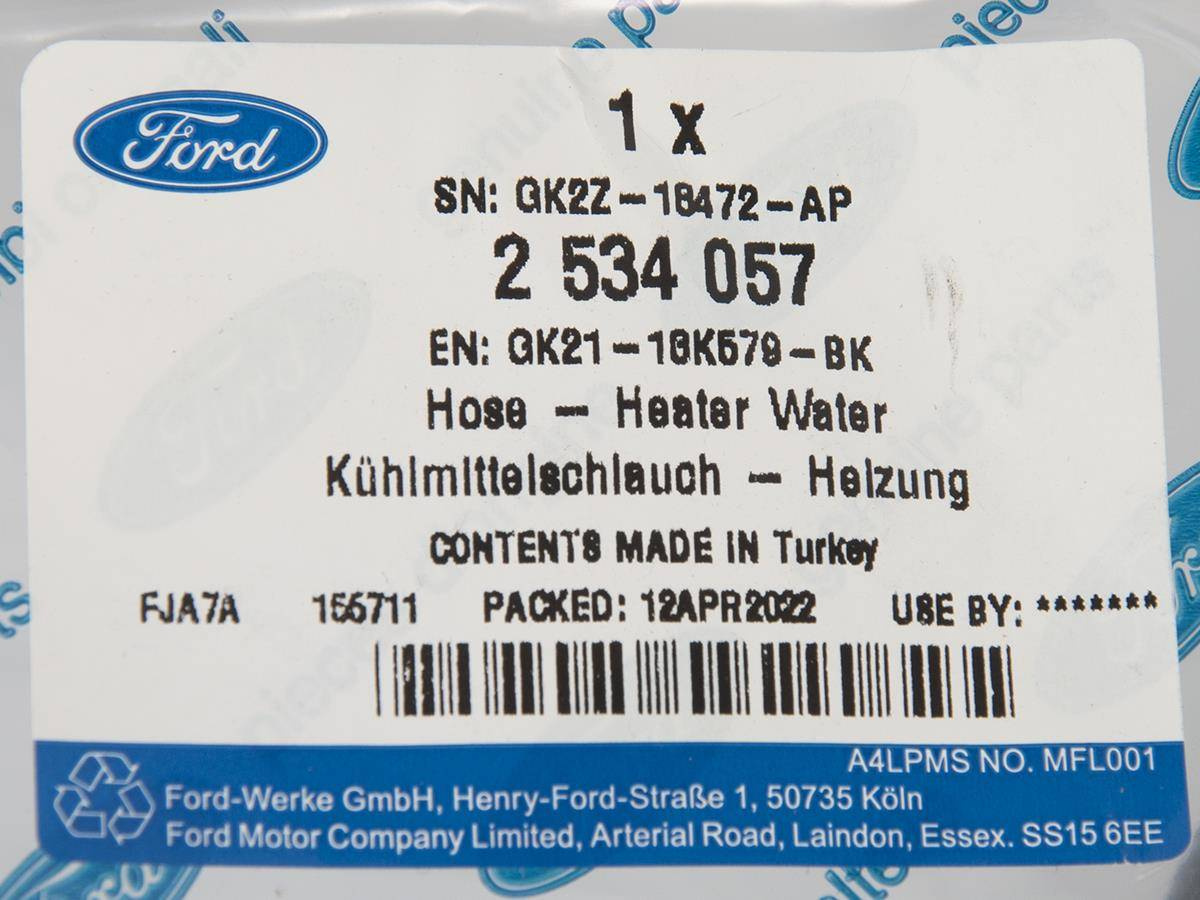 Ford
1 x
SN: GK2Z-18472-AP
2 534 057
EN: GK21-18K579-BK
Hose - Heater Water
Kühlmittelschlauch - Heizung
CONTENTS MADE IN Turkey
FJA7A 155711 PACKED: 12APR2022 USE BY: *******
A4LPMS NO. MFL001
Ford-Werke GmbH, Henry-Ford-Straße 1, 50735 Köln
Ford Motor Company Limited, Arterial Road, Laindon, Essex. SS15 6EE